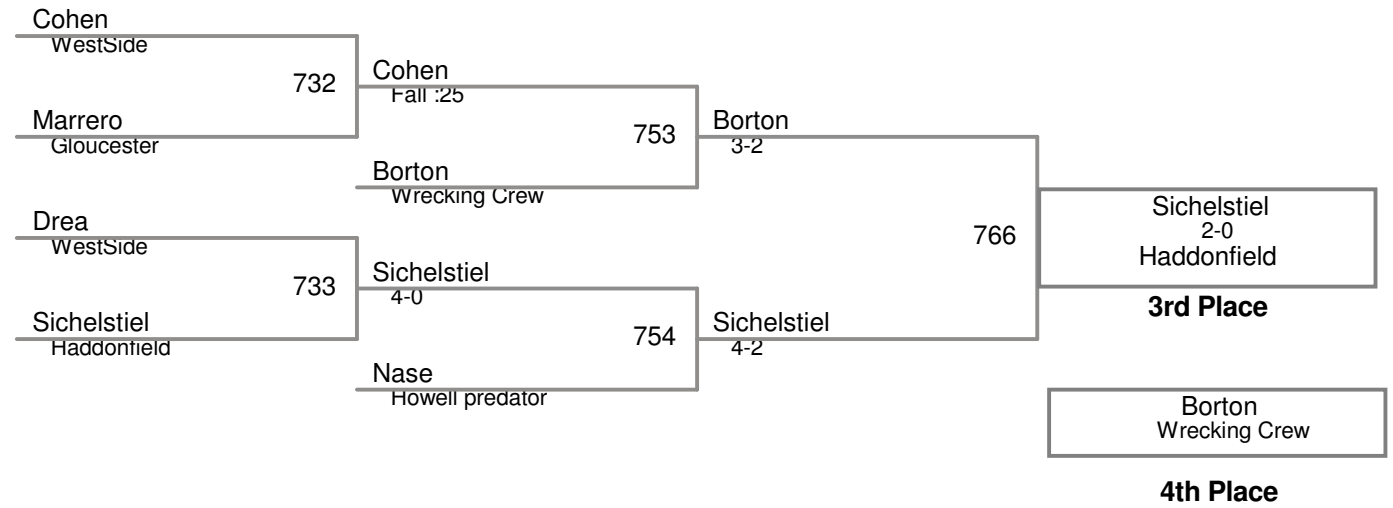 Cohen
WestSide
732
Cohen
Fall :25
Marrero
Gloucester
753
Borton
3-2
Borton
Wrecking Crew
Drea
WestSide
766
Sichelstiel
2-0
Haddonfield
3rd Place
733
Sichelstiel
4-0
Sichelstiel
Haddonfield
754
Sichelstiel
4-2
Nase
Howell predator
Borton
Wrecking Crew
4th Place